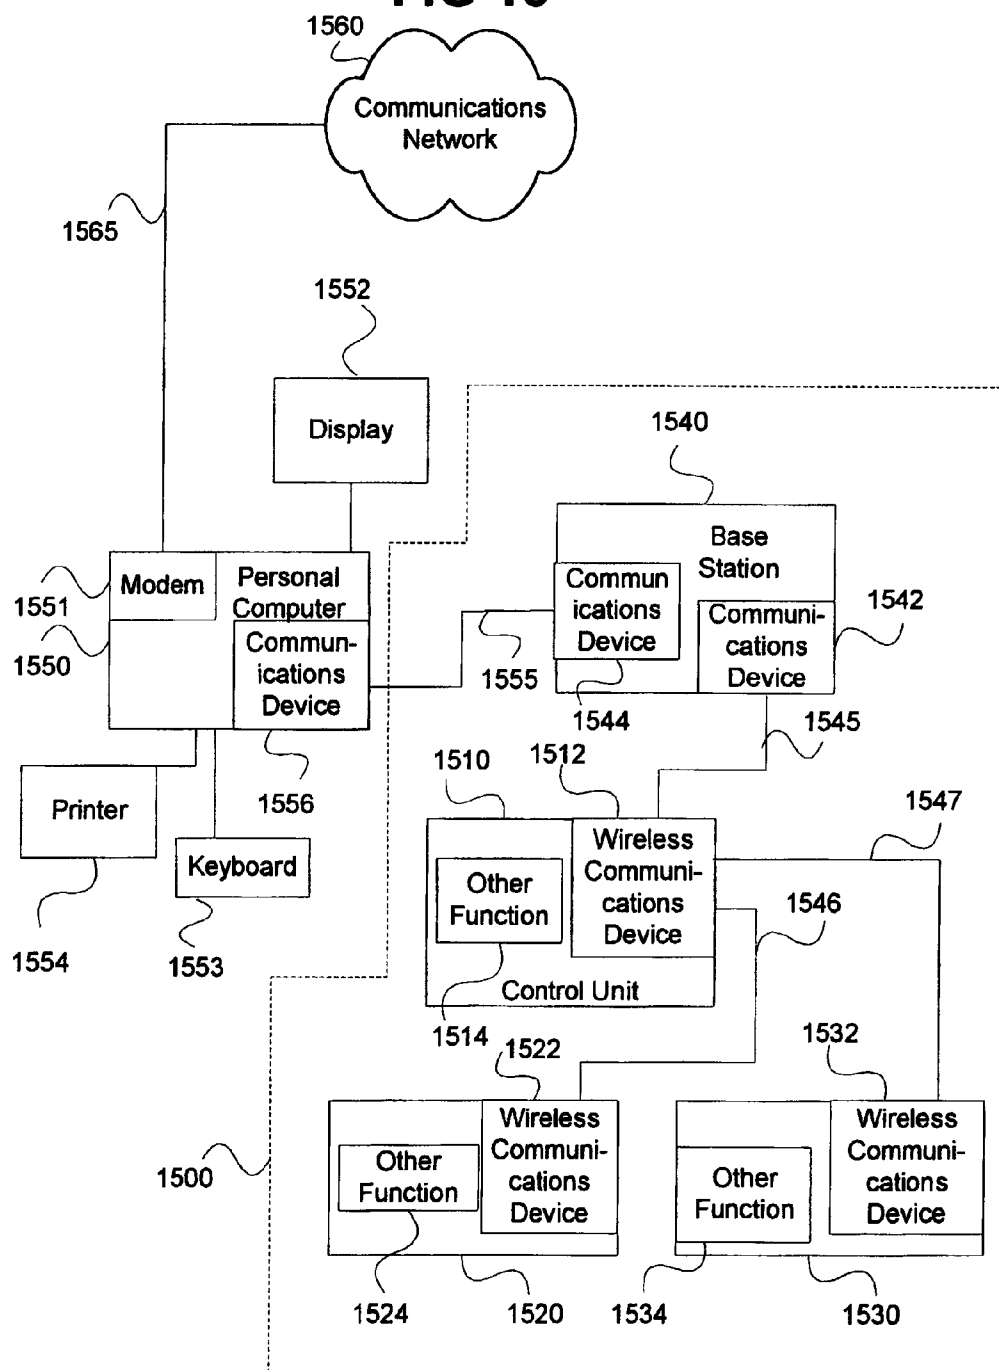 1560
Communications
Network
1565
1552
Display
1540
Base
Station
1551
Modem
Personal
Computer
Commun
ications
Device
1542
1550
Commun-
ications
Device
Communi-
cations
Device
1555
1544
1545
1510
1512
1556
Printer
1547
Keyboard
Wireless
Communi-
cations
Device
Other
Function
1546
1554
1553
Control Unit
1514
1522
1532
Wireless
Communi-
cations
Device
Wireless
Communi-
cations
Device
1500
Other
Function
Other
Function
1524
1520
1534
1530